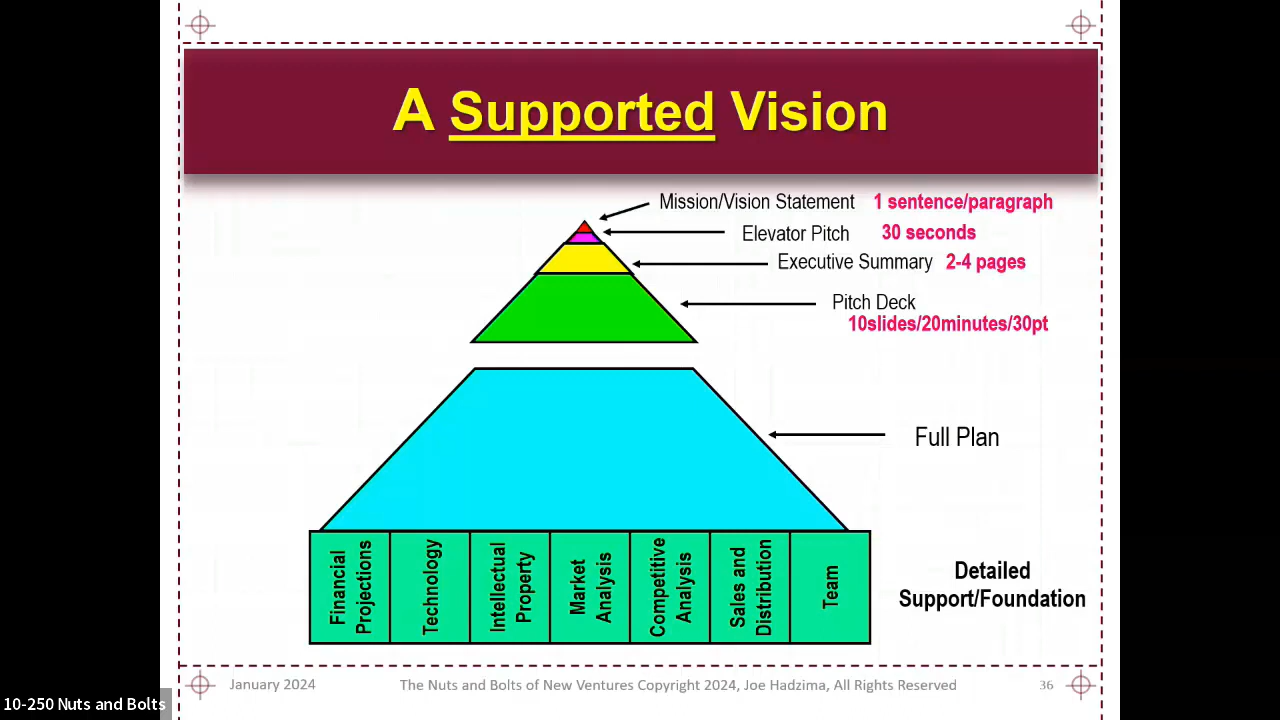 A Supported Vision
Mission/Vision Statement 1 sentence/paragraph
Elevator Pitch 30 seconds
Executive Summary 2-4 pages
Pitch Deck
10slides/20minutes/30pt
Full Plan
Financial
Projections
Technology
Intellectual
Property
Market
Analysis
Competitive
Analysis
Sales and
Distribution
Team
Detailed
Support/Foundation
January 2024 The Nuts and Bolts of New Ventures Copyright 2024, Joe Hadzima, All Rights Reserved 36
10-250 Nuts and Bolts